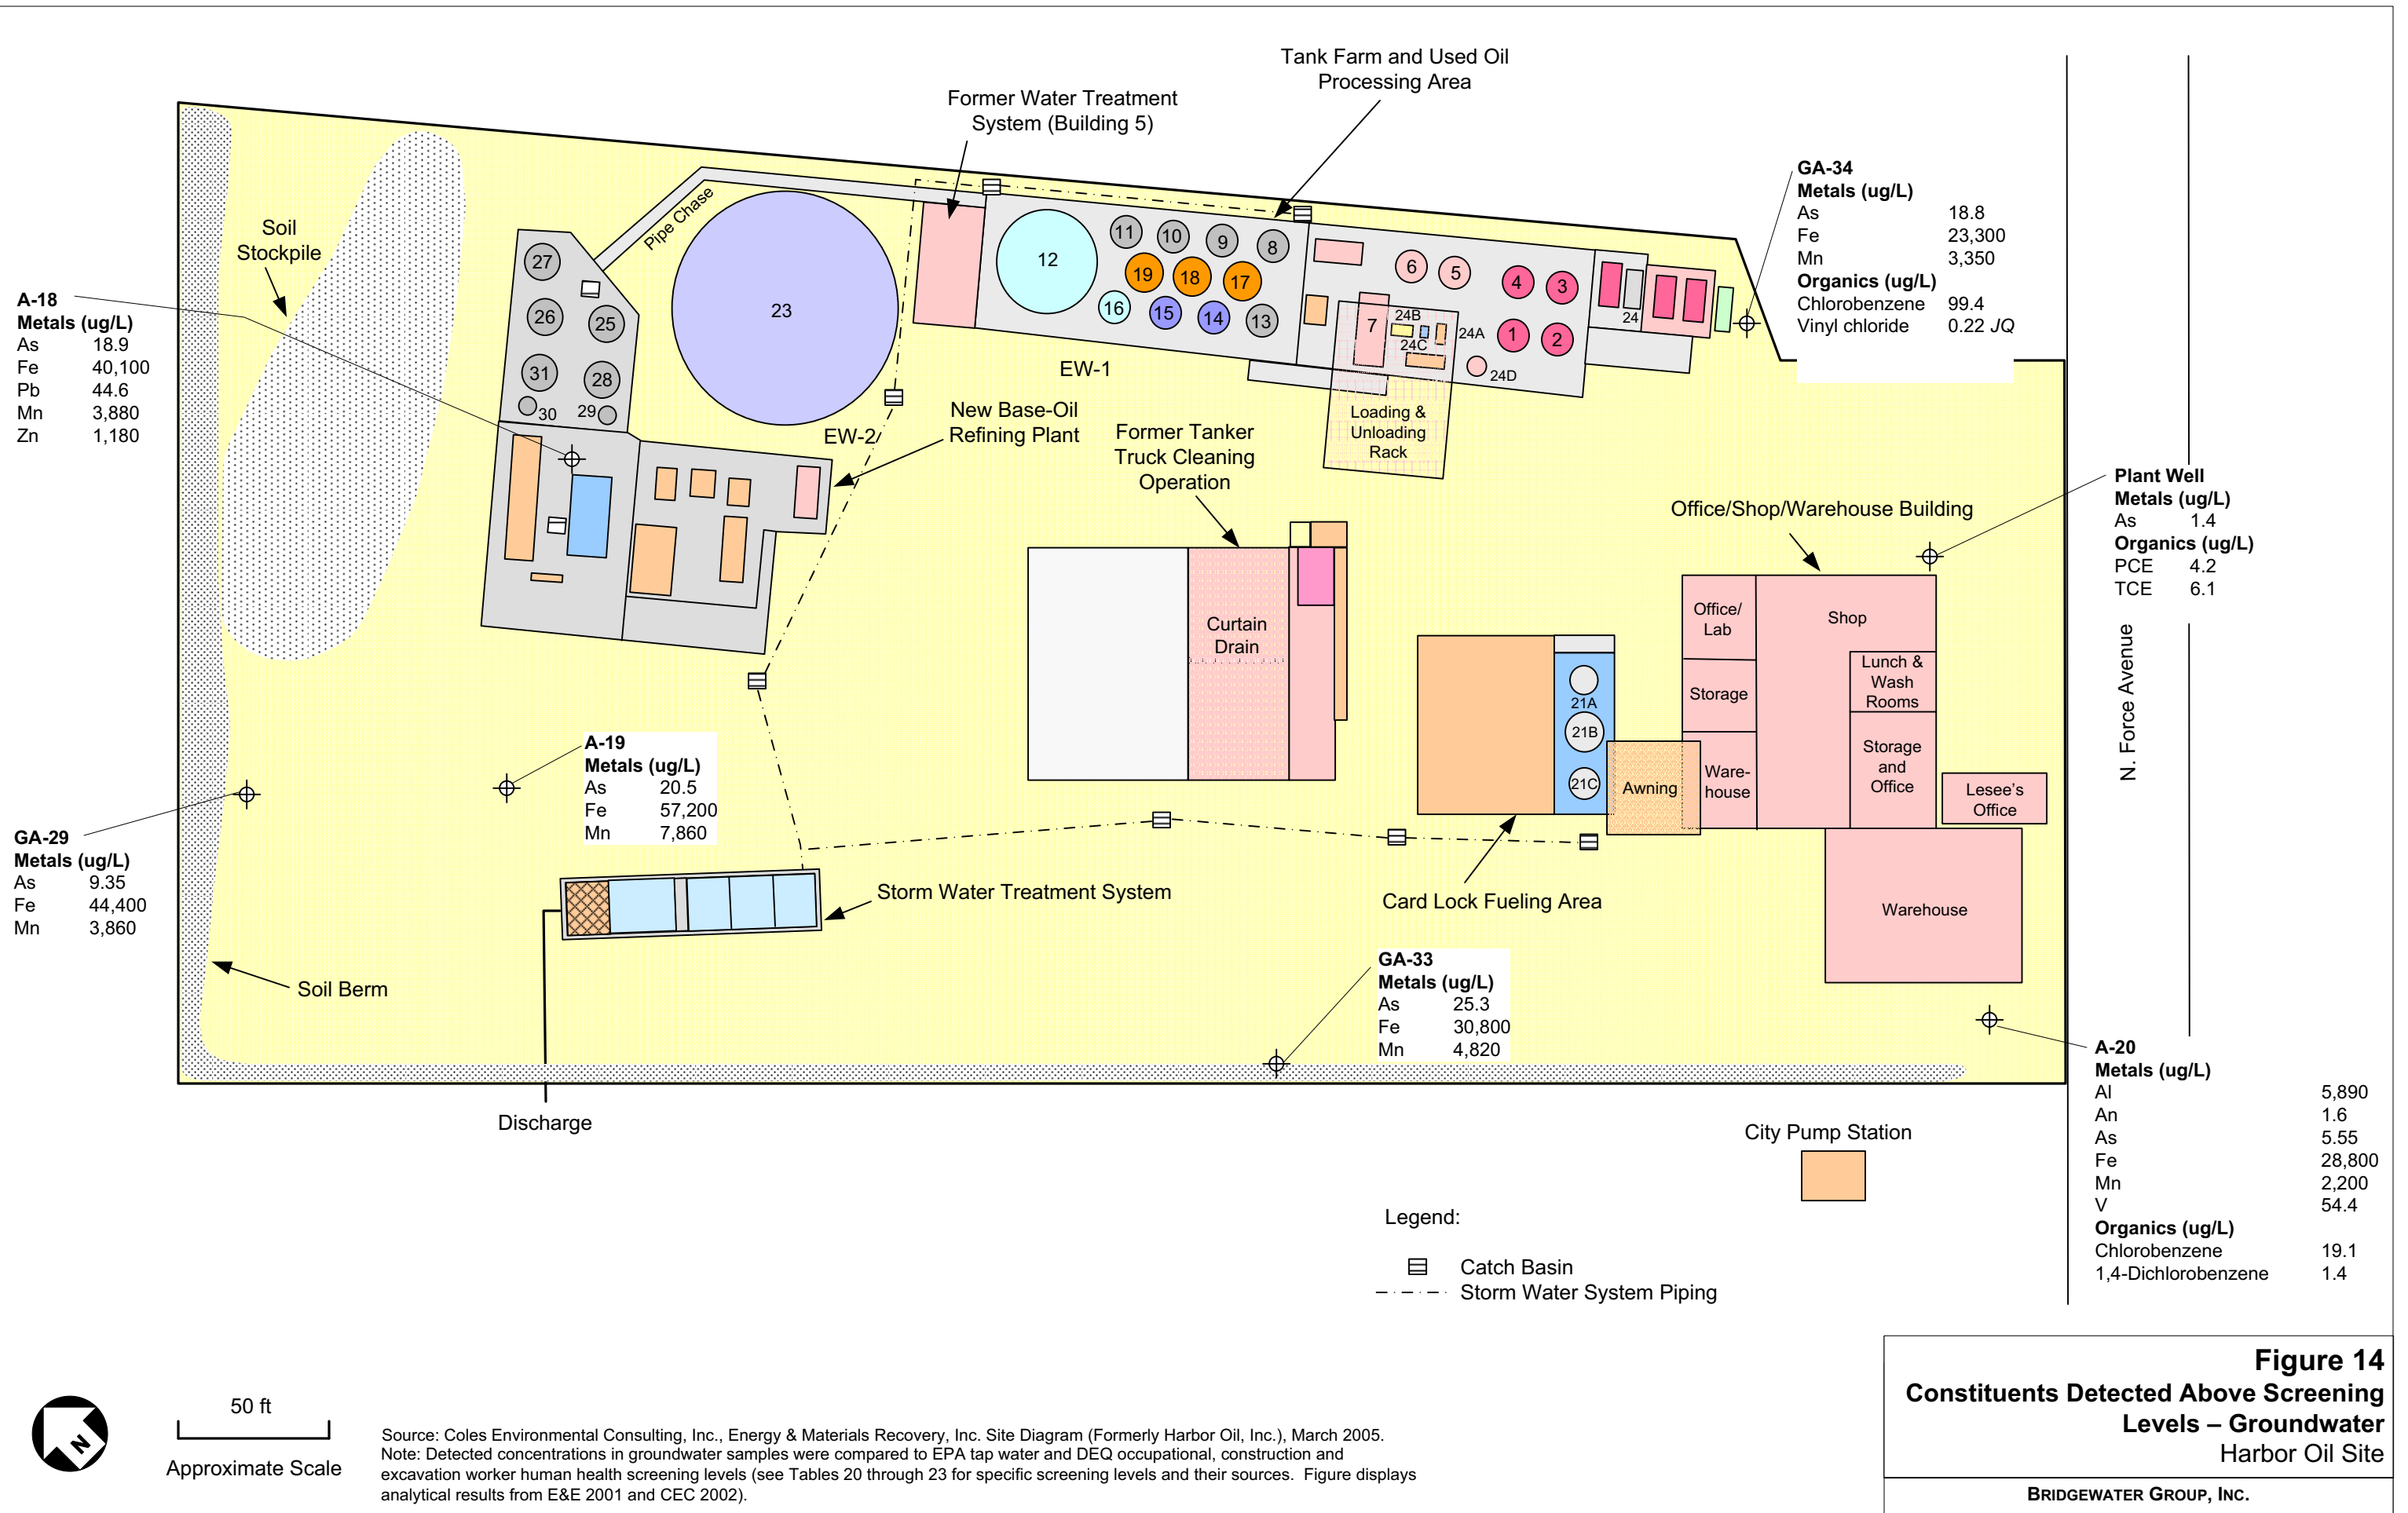 Tank Farm and Used Oil
Processing Area
Former Water Treatment
System (Building 5)
Pipe Chase
Soil
Stockpile
GA-34
Metals (ug/L)
As 18.8
Fe 23,300
Mn 3,350
Organics (ug/L)
Chlorobenzene 99.4
Vinyl chloride 0.22 JQ
A-18
Metals (ug/L)
As 18.9
Fe 40,100
Pb 44.6
Mn 3,880
Zn 1,180
27
26
25
31
28
30
29
23
12
11
10
9
8
19
18
17
16
15
14
13
6
5
4
3
7
1
2
24
24B
24A
24C
24D
EW-1
EW-2
Loading &
Unloading
Rack
New Base-Oil
Refining Plant
Former Tanker
Truck Cleaning
Operation
Curtain
Drain
Office/Shop/Warehouse Building
Plant Well
Metals (ug/L)
As 1.4
Organics (ug/L)
PCE 4.2
TCE 6.1
N. Force Avenue
Office/
Lab
Shop
Storage
Lunch &
Wash
Rooms
Ware-
house
Storage
and
Office
Lesee's
Office
Warehouse
21A
21B
21C
Awning
Card Lock Fueling Area
A-19
Metals (ug/L)
As 20.5
Fe 57,200
Mn 7,860
GA-29
Metals (ug/L)
As 9.35
Fe 44,400
Mn 3,860
Storm Water Treatment System
Soil Berm
GA-33
Metals (ug/L)
As 25.3
Fe 30,800
Mn 4,820
A-20
Metals (ug/L)
Al 5,890
An 1.6
As 5.55
Fe 28,800
Mn 2,200
V 54.4
Organics (ug/L)
Chlorobenzene 19.1
1,4-Dichlorobenzene 1.4
Discharge
City Pump Station
Legend:
Catch Basin
Storm Water System Piping
N
50 ft
Approximate Scale
Source: Coles Environmental Consulting, Inc., Energy & Materials Recovery, Inc. Site Diagram (Formerly Harbor Oil, Inc.), March 2005.
Note: Detected concentrations in groundwater samples were compared to EPA tap water and DEQ occupational, construction and
excavation worker human health screening levels (see Tables 20 through 23 for specific screening levels and their sources. Figure displays
analytical results from E&E 2001 and CEC 2002).
Figure 14
Constituents Detected Above Screening
Levels – Groundwater
Harbor Oil Site
BRIDGEWATER GROUP, INC.